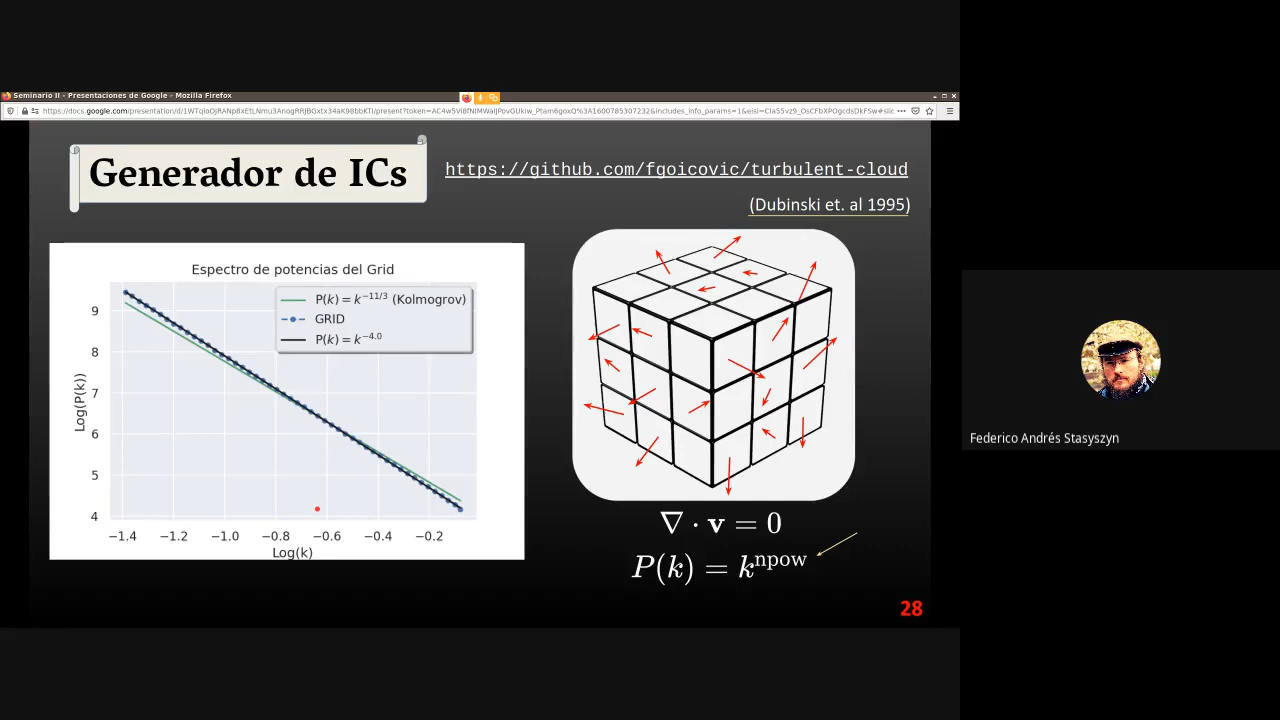 Seminario II - Presentaciones de Google - Mozilla Firefox
Generador de ICs
https://github.com/fgoicovic/turbulent-cloud
(Dubinski et. al 1995)
Espectro de potencias del Grid
P(k) = k^{-11/3} (Kolmogrov)
GRID
P(k) = k^{-4.0}
Log(P(k))
9
8
7
6
5
4
−1.4 −1.2 −1.0 −0.8 −0.6 −0.4 −0.2
Log(k)
∇ · v = 0
P(k) = k^{npow}
28
Federico Andrés Stasyszyn